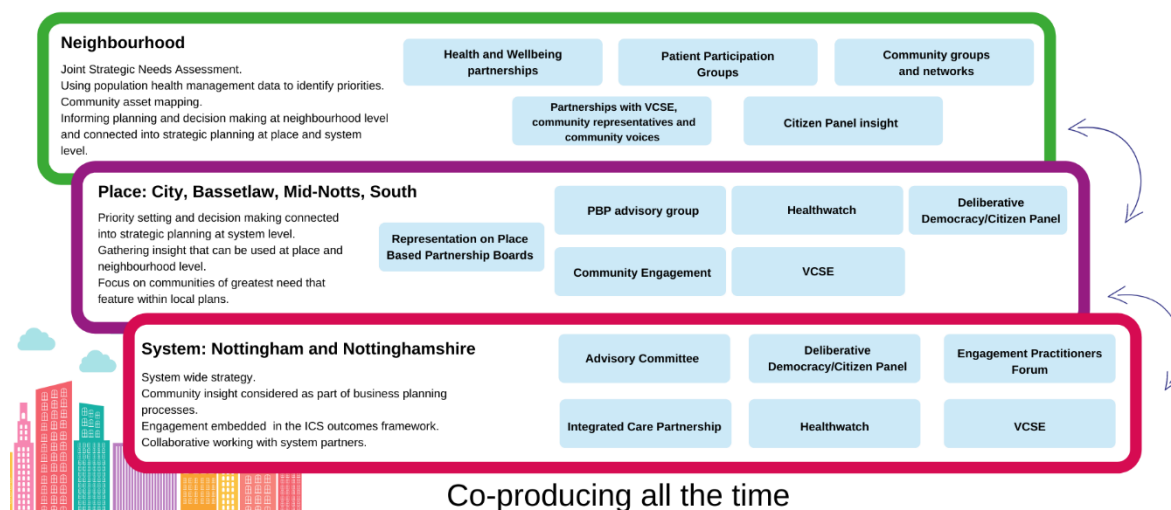 Neighbourhood
Joint Strategic Needs Assessment.
Using population health management data to identify priorities.
Community asset mapping.
Informing planning and decision making at neighbourhood level
and connected into strategic planning at place and system
level.
Health and Wellbeing
partnerships
Patient Participation
Groups
Community groups
and networks
Partnerships with VCSE,
community representatives and
community voices
Citizen Panel insight
Place: City, Bassetlaw, Mid-Notts, South
Priority setting and decision making connected
into strategic planning at system level.
Gathering insight that can be used at place and
neighbourhood level.
Focus on communities of greatest need that
feature within local plans.
Representation on Place
Based Partnership Boards
PBP advisory group
Healthwatch
Deliberative
Democracy/Citizen Panel
Community Engagement
VCSE
System: Nottingham and Nottinghamshire
System wide strategy.
Community insight considered as part of business planning
processes.
Engagement embedded in the ICS outcomes framework.
Collaborative working with system partners.
Advisory Committee
Deliberative
Democracy/Citizen Panel
Engagement Practitioners
Forum
Integrated Care Partnership
Healthwatch
VCSE
Co-producing all the time